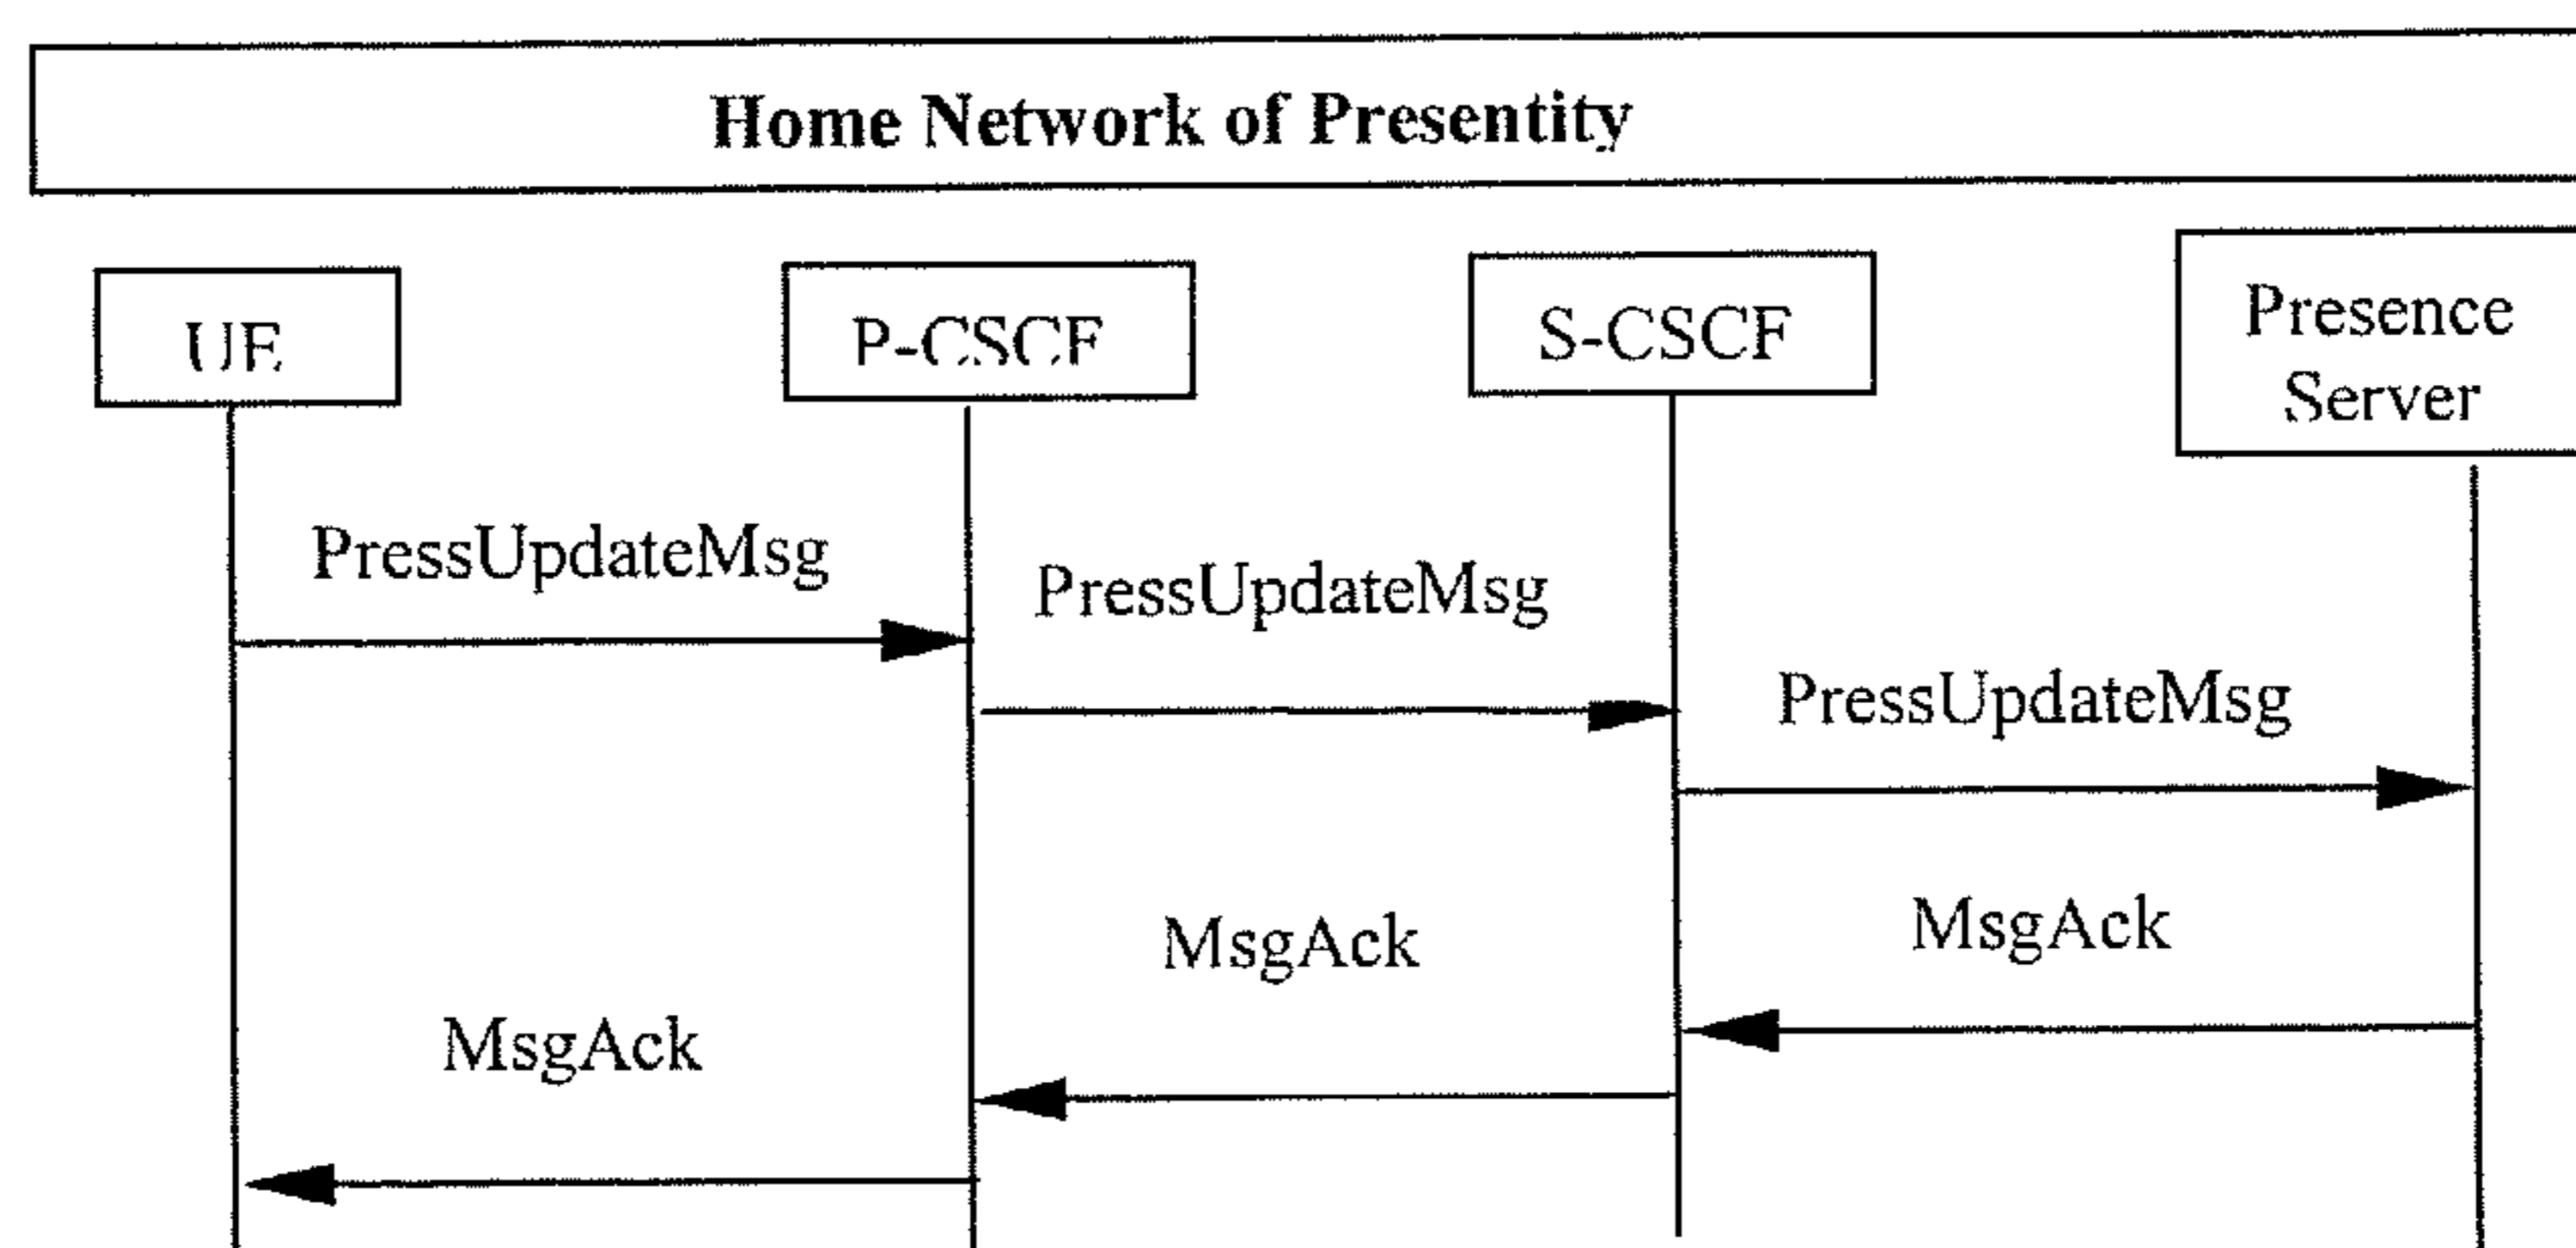 Home Network of Presentity
UE
P-CSCF
S-CSCF
Presence
Server
PressUpdateMsg
PressUpdateMsg
PressUpdateMsg
MsgAck
MsgAck
MsgAck